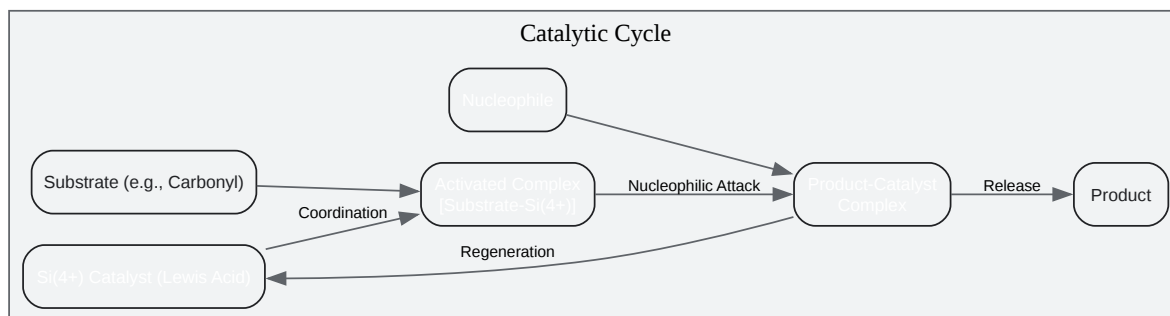 Catalytic Cycle
Nucleophile
Substrate (e.g., Carbonyl)
Activated Complex
[Substrate-Si(4+)]
Nucleophilic Attack
Product-Catalyst
Complex
Release
Product
Coordination
Regeneration
Si(4+) Catalyst (Lewis Acid)